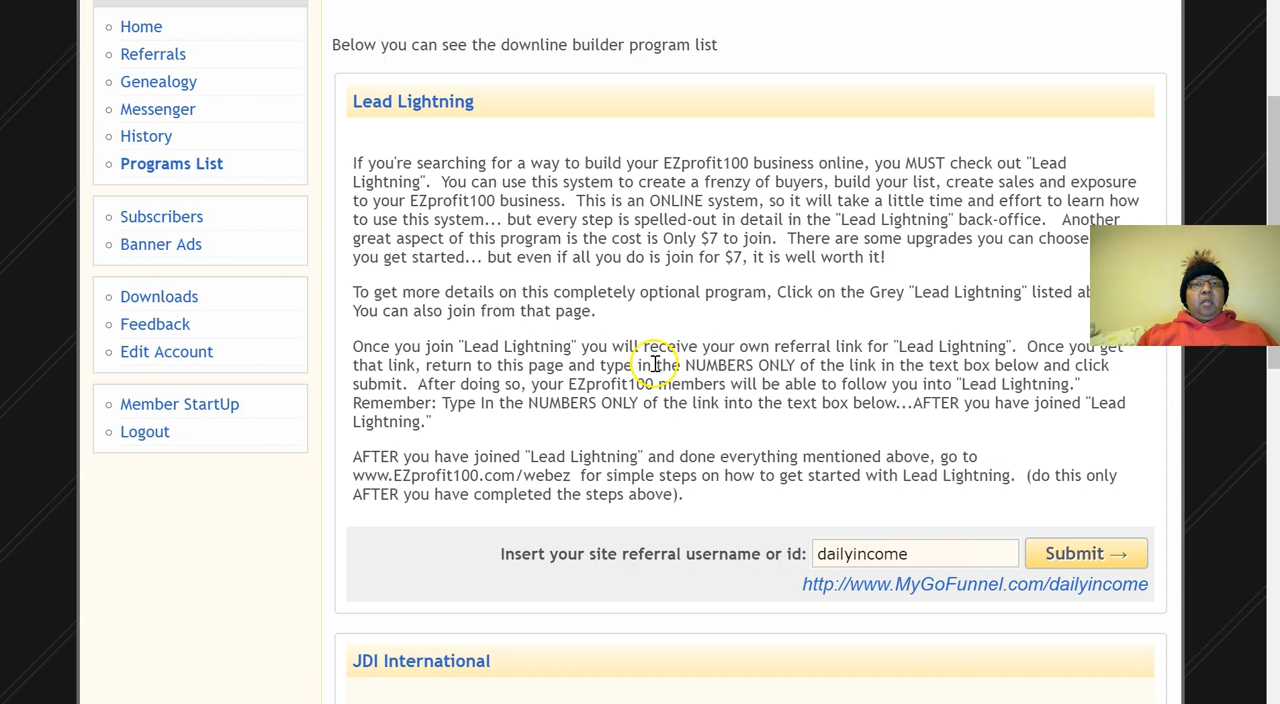 Home
Referrals
Genealogy
Messenger
History
Programs List
Subscribers
Banner Ads
Downloads
Feedback
Edit Account
Member StartUp
Logout
Below you can see the downline builder program list
Lead Lightning
If you're searching for a way to build your EZprofit100 business online, you MUST check out "Lead
Lightning".  You can use this system to create a frenzy of buyers, build your list, create sales and exposure
to your EZprofit100 business.  This is an ONLINE system, so it will take a little time and effort to learn how
to use this system... but every step is spelled-out in detail in the "Lead Lightning" back-office.   Another
great aspect of this program is the cost is Only $7 to join.  There are some upgrades you can choose
you get started... but even if all you do is join for $7, it is well worth it!
To get more details on this completely optional program, Click on the Grey "Lead Lightning" listed
You can also join from that page.
Once you join "Lead Lightning" you will receive your own referral link for "Lead Lightning".  Once you get
that link, return to this page and type in the NUMBERS ONLY of the link in the text box below and click
submit.  After doing so, your EZprofit100 members will be able to follow you into "Lead Lightning."
Remember: Type In the NUMBERS ONLY of the link into the text box below...AFTER you have joined "Lead
Lightning."
AFTER you have joined "Lead Lightning" and done everything mentioned above, go to
www.EZprofit100.com/webez  for simple steps on how to get started with Lead Lightning.  (do this only
AFTER you have completed the steps above).
Insert your site referral username or id: dailyincome Submit →
http://www.MyGoFunnel.com/dailyincome
JDI International